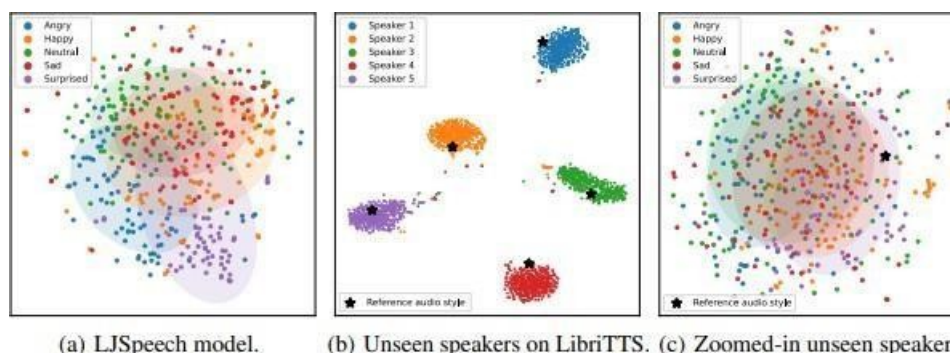 Angry
Happy
Neutral
Sad
Surprised
Speaker 1
Speaker 2
Speaker 3
Speaker 4
Speaker 5
Reference audio style
Angry
Happy
Neutral
Sad
Surprised
Reference audio style
(a) LJSpeech model.
(b) Unseen speakers on LibriTTS.
(c) Zoomed-in unseen speake